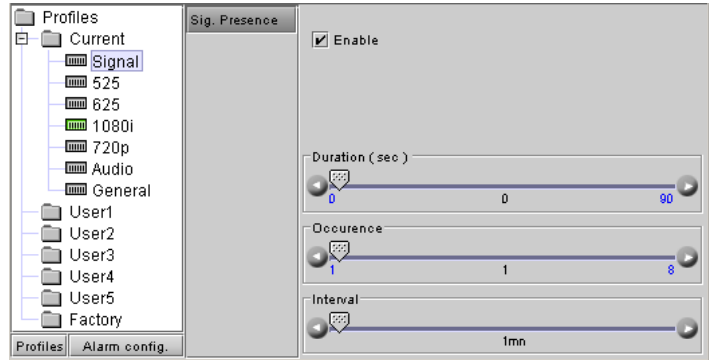 Profiles
Current
Signal
525
625
1080i
720p
Audio
General
User1
User2
User3
User4
User5
Factory
Profiles Alarm config.
Sig. Presence
Enable
Duration ( sec )
0 0 90
Occurence
1 1 8
Interval
1mn